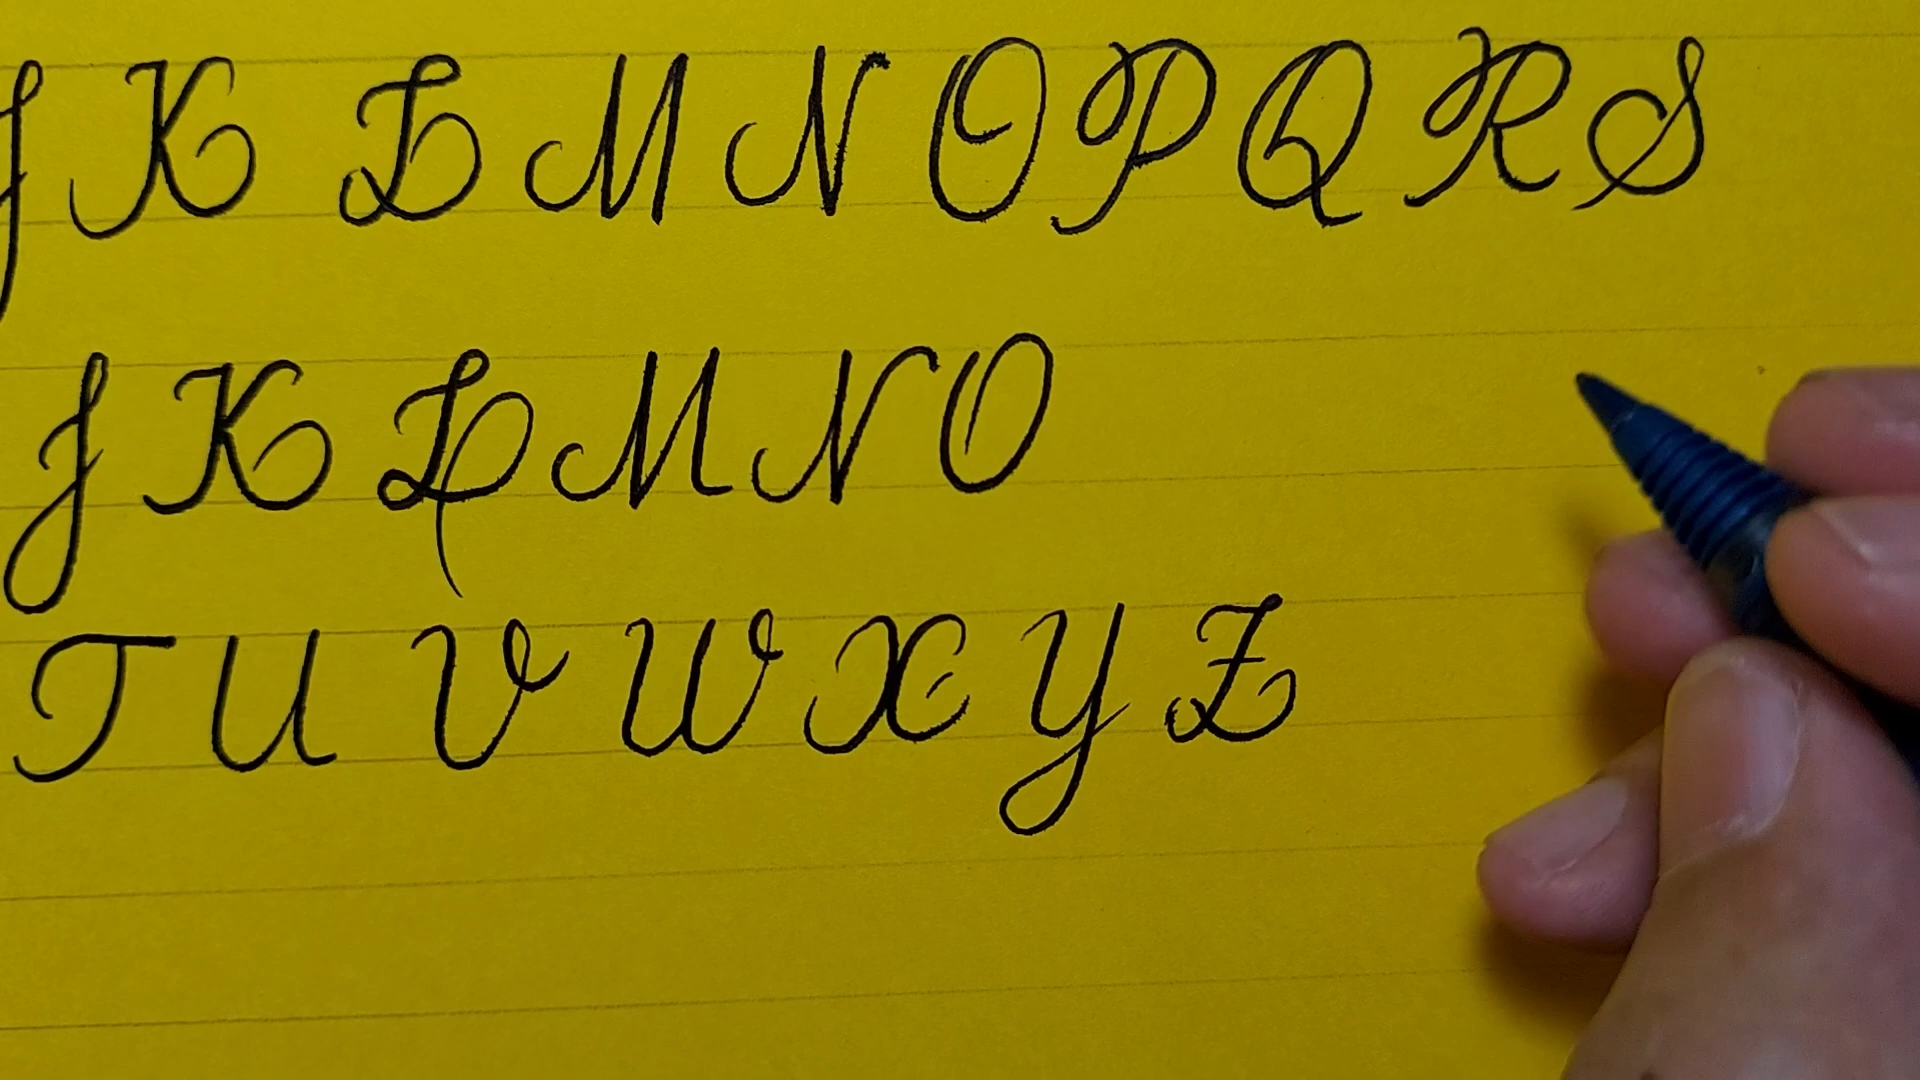 J K L M N O P Q R S
J K L M N O
T U V W X Y Z